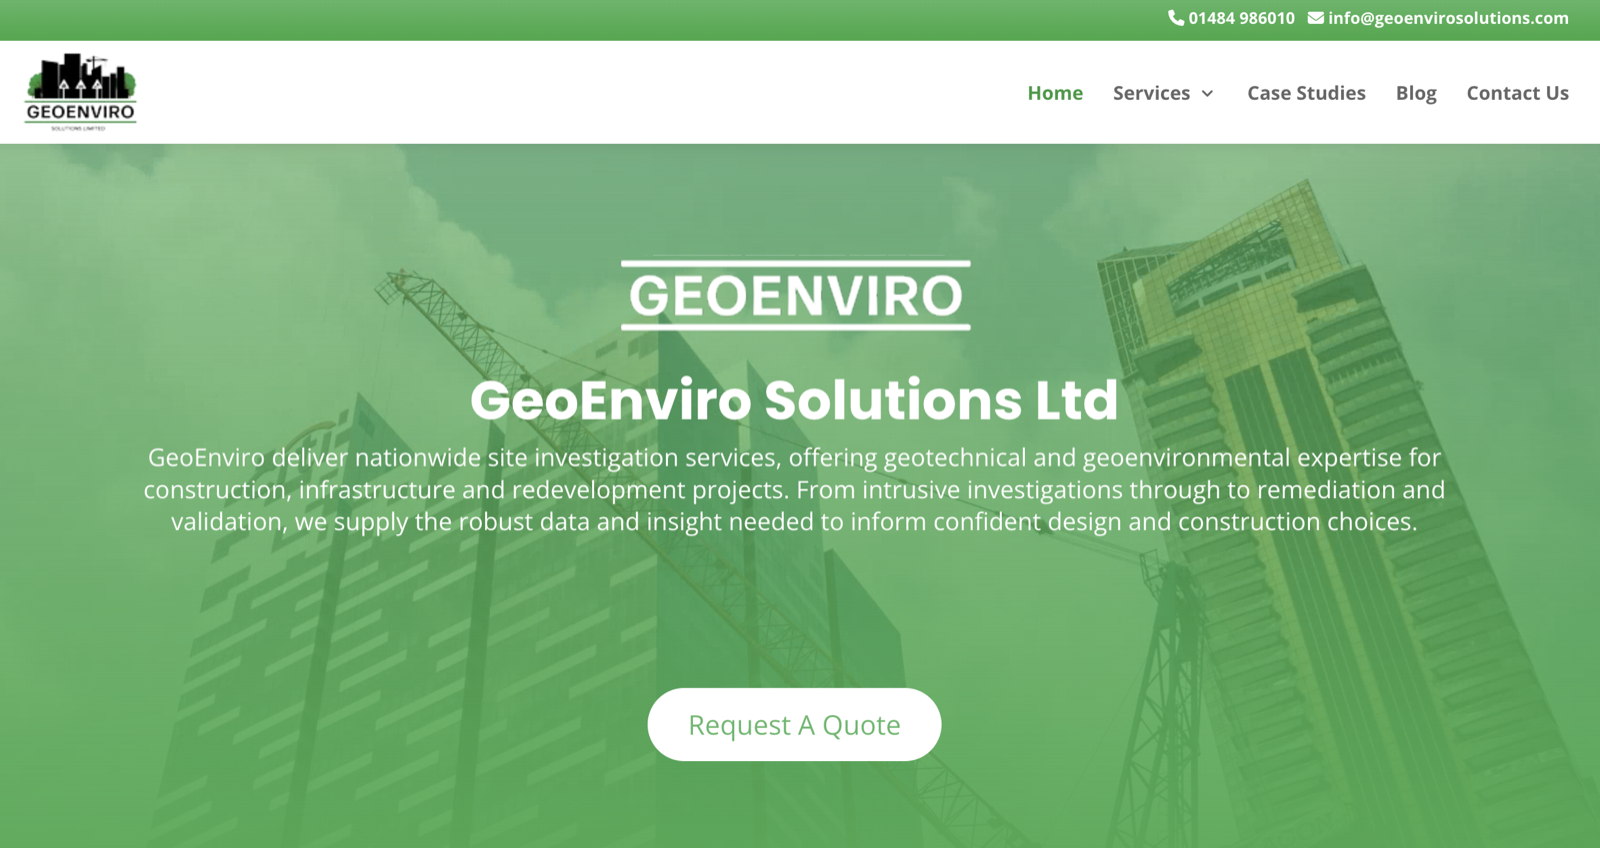 01484 986010 info@geoenvirosolutions.com
GEOENVIRO
SOLUTIONS LIMITED
Home Services Case Studies Blog Contact Us
GEOENVIRO
GeoEnviro Solutions Ltd
GeoEnviro deliver nationwide site investigation services, offering geotechnical and geoenvironmental expertise for
construction, infrastructure and redevelopment projects. From intrusive investigations through to remediation and
validation, we supply the robust data and insight needed to inform confident design and construction choices.
Request A Quote